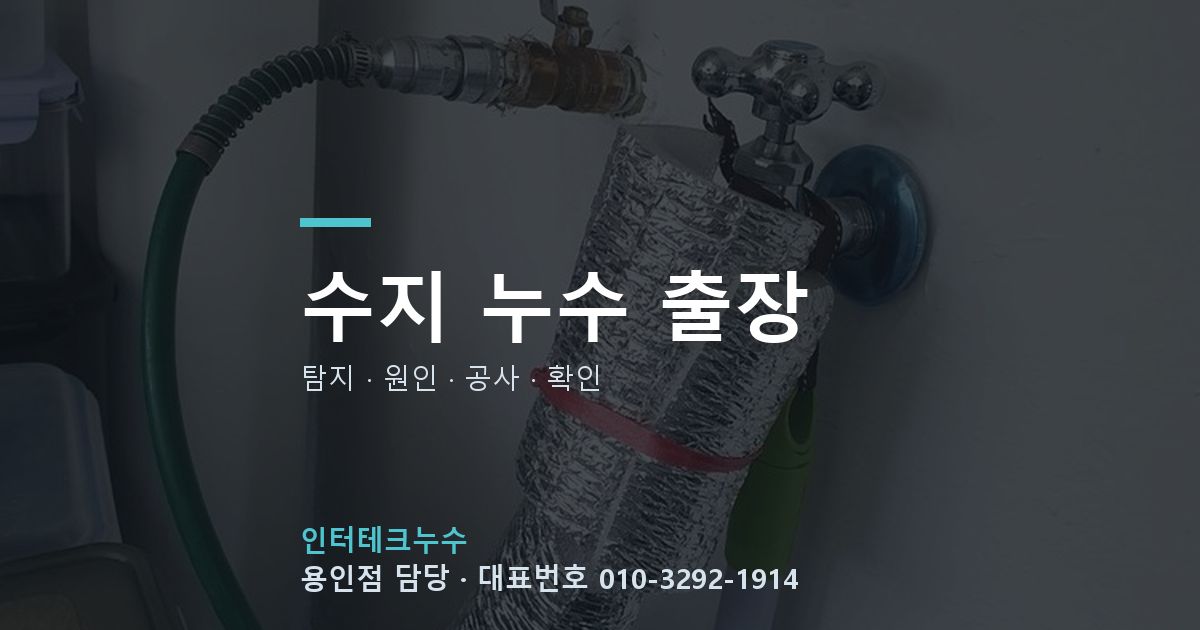 수지 누수 출장
탐지 · 원인 · 공사 · 확인
인터테크누수
용인점 담당 · 대표번호 010-3292-1914